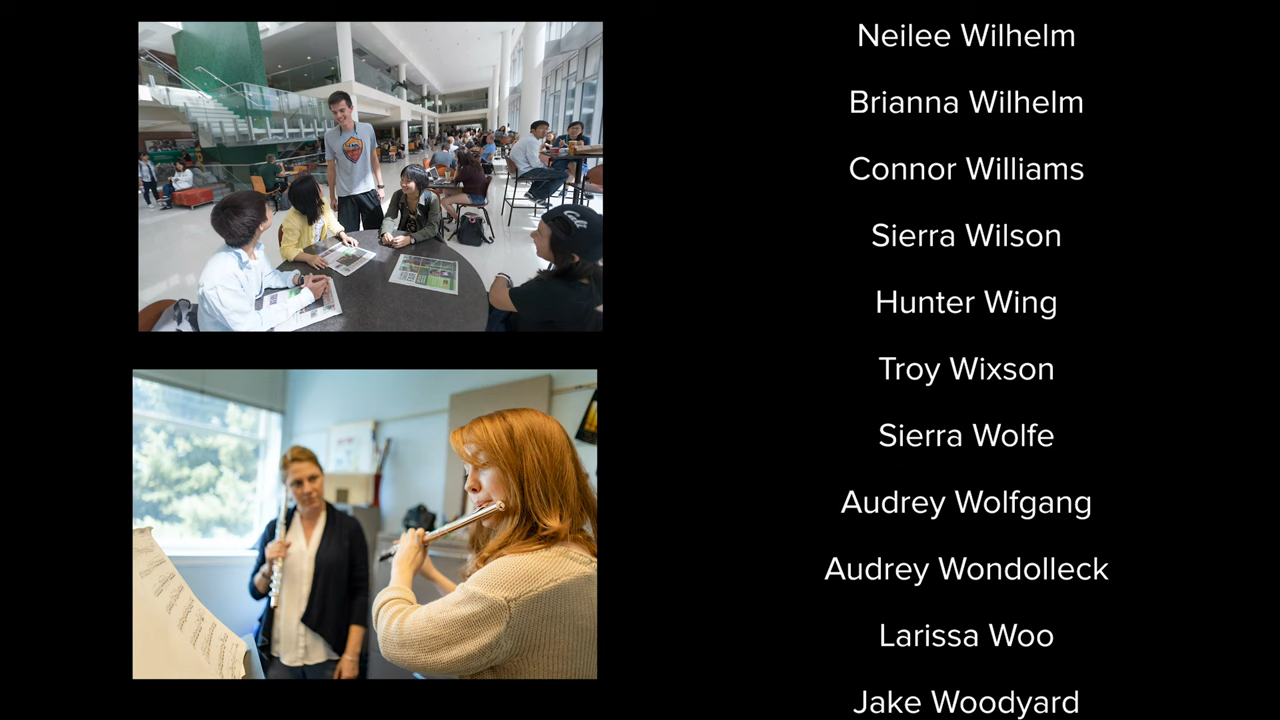 Neilee Wilhelm
Brianna Wilhelm
Connor Williams
Sierra Wilson
Hunter Wing
Troy Wixson
Sierra Wolfe
Audrey Wolfgang
Audrey Wondolleck
Larissa Woo
Jake Woodyard